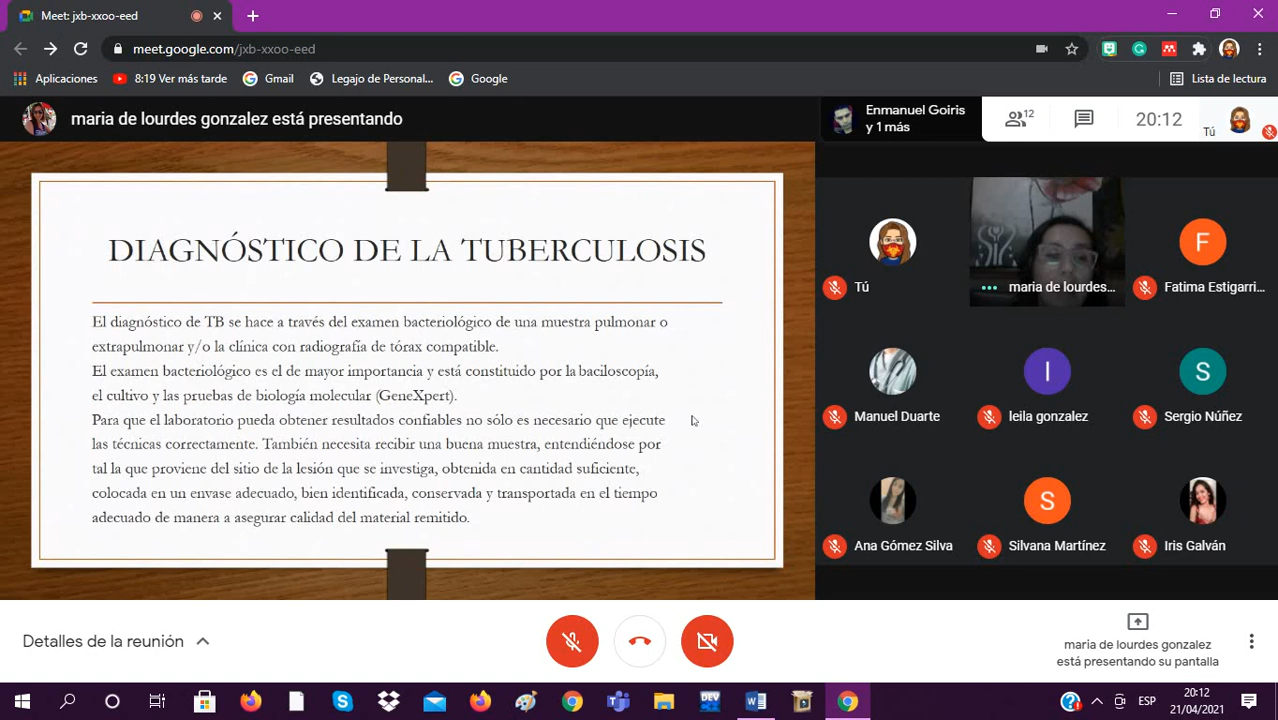 Meet: jxb-xxoo-eed
meet.google.com/jxb-xxoo-eed
Aplicaciones
8:19 Ver más tarde
Gmail
Legajo de Personal...
Google
Lista de lectura
maria de lourdes gonzalez está presentando
Enmanuel Goiris
y 1 más
12
20:12
Tú
DIAGNÓSTICO DE LA TUBERCULOSIS
El diagnóstico de TB se hace a través del examen bacteriológico de una muestra pulmonar o
extrapulmonar y/o la clínica con radiografía de tórax compatible.
El examen bacteriológico es el de mayor importancia y está constituido por la baciloscopía,
el cultivo y las pruebas de biología molecular (GeneXpert).
Para que el laboratorio pueda obtener resultados confiables no sólo es necesario que ejecute
las técnicas correctamente. También necesita recibir una buena muestra, entendiéndose por
tal la que proviene del sitio de la lesión que se investiga, obtenida en cantidad suficiente,
colocada en un envase adecuado, bien identificada, conservada y transportada en el tiempo
adecuado de manera a asegurar calidad del material remitido.
Tú
maria de lourdes...
F
Fatima Estigarri...
Manuel Duarte
I
leila gonzalez
S
Sergio Núñez
Ana Gómez Silva
S
Silvana Martínez
Iris Galván
Detalles de la reunión
maria de lourdes gonzalez
está presentando su pantalla
DEV
ESP
20:12
21/04/2021